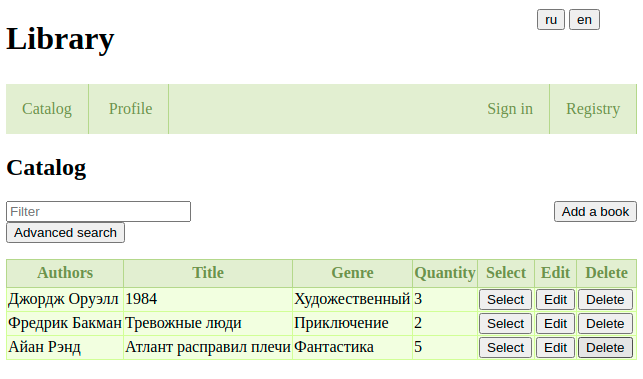 Library
ru en
Catalog Profile Sign in Registry
Catalog
Filter Add a book
Advanced search
Authors Title Genre Quantity Select Edit Delete
Джордж Оруэлл 1984 Художественный 3 Select Edit Delete
Фредрик Бакман Тревожные люди Приключение 2 Select Edit Delete
Айан Рэнд Атлант расправил плечи Фантастика 5 Select Edit Delete